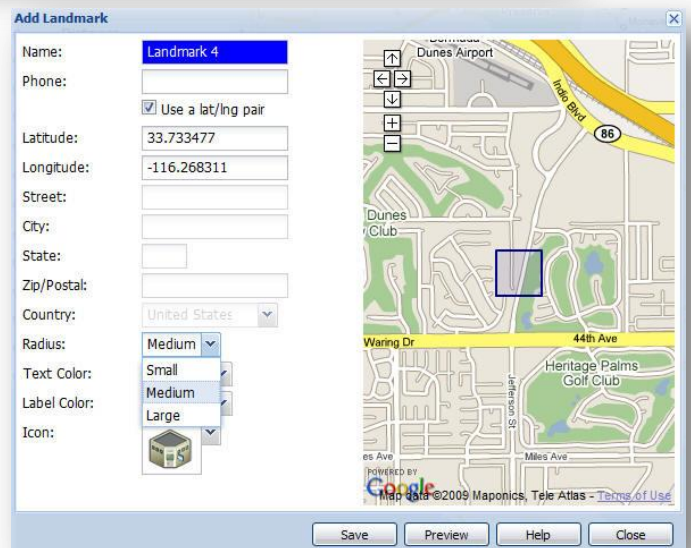 Add Landmark
Name: Landmark 4
Phone:
Use a lat/lng pair
Latitude: 33.733477
Longitude: -116.268311
Street:
City:
State:
Zip/Postal:
Country: United States
Radius: Medium
Small
Medium
Large
Text Color:
Label Color:
Icon:
Bermuda
Dunes Airport
Indio Blvd
86
Dunes
Club
Waring Dr
44th Ave
Heritage Palms
Golf Club
Jefferson St
es Ave
Miles Ave
POWERED BY
Google
Map data ©2009 Maponics, Tele Atlas - Terms of Use
Save
Preview
Help
Close